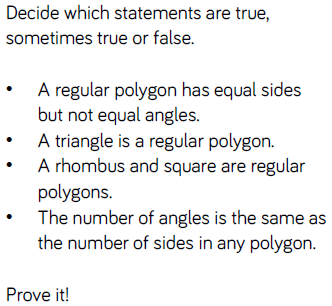 Decide which statements are true,
sometimes true or false.
• A regular polygon has equal sides
but not equal angles.
• A triangle is a regular polygon.
• A rhombus and square are regular
polygons.
• The number of angles is the same as
the number of sides in any polygon.
Prove it!